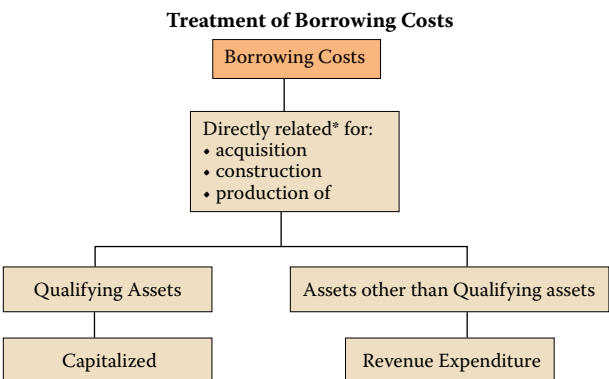 Treatment of Borrowing Costs
Borrowing Costs
Directly related* for:
• acquisition
• construction
• production of
Qualifying Assets
Assets other than Qualifying assets
Capitalized
Revenue Expenditure